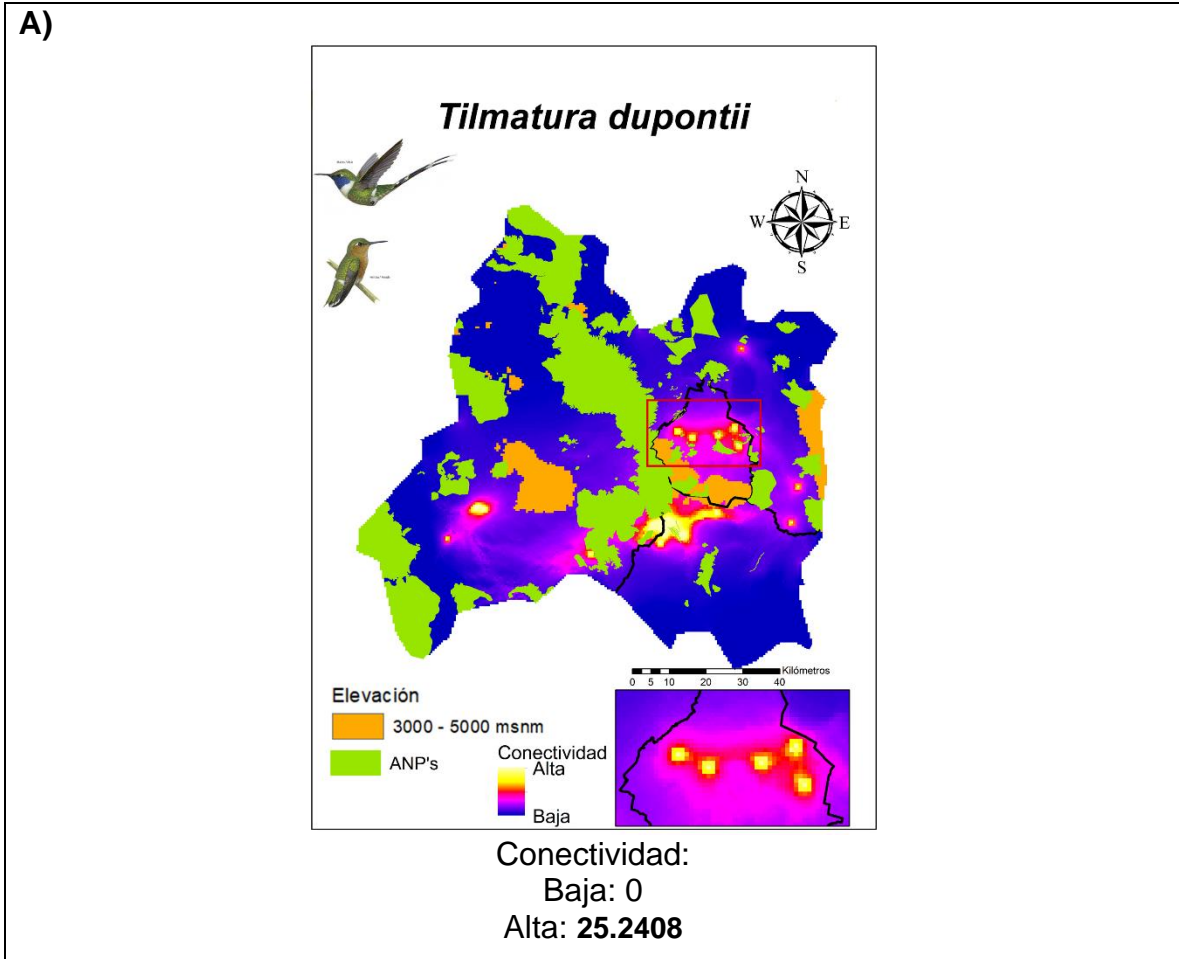 A)
Tilmatura dupontii
N
W E
S
Kilómetros
0 5 10 20 30 40
Elevación
3000 - 5000 msnm
ANP's
Conectividad
Alta
Baja
Conectividad:
Baja: 0
Alta: 25.2408